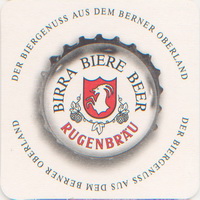 DER BIERGENUSS AUS DEM BERNER OBERLAND
BIRRA BIERE BEER
RUGENBRÄU
DER BIERGENUSS AUS DEM BERNER OBERLAND